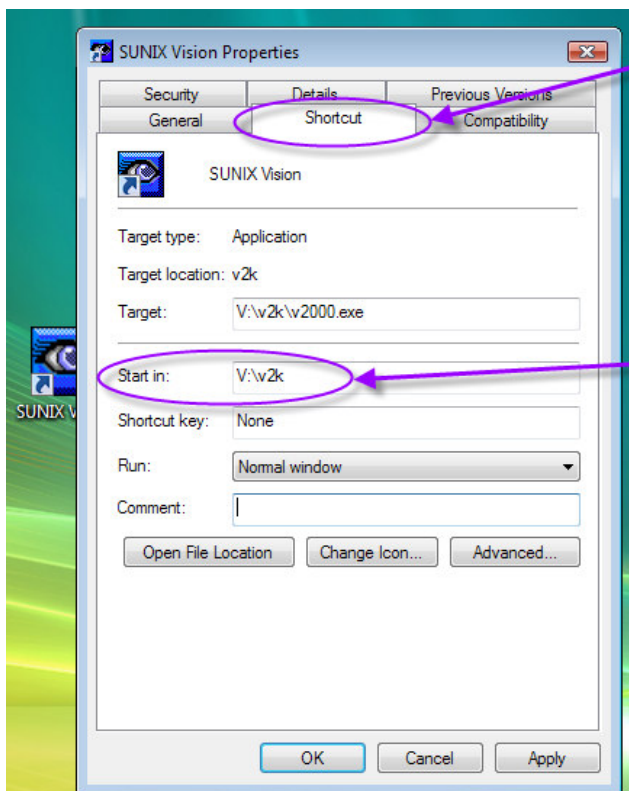 SUNIX Vision Properties
Security Details Previous Versions
General Shortcut Compatibility
SUNIX Vision
Target type: Application
Target location: v2k
Target: V:\v2k\v2000.exe
Start in: V:\v2k
SUNIX V
Shortcut key: None
Run: Normal window
Comment:
Open File Location Change Icon... Advanced...
OK Cancel Apply